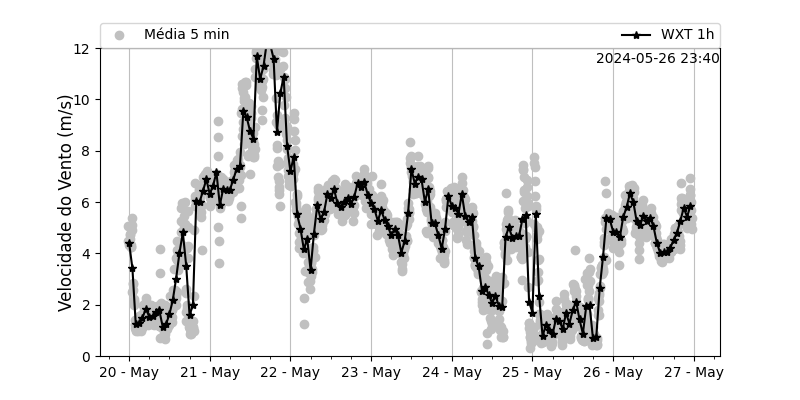 Média 5 min
WXT 1h
2024-05-26 23:40
Velocidade do Vento (m/s)
12
10
8
6
4
2
0
20 - May
21 - May
22 - May
23 - May
24 - May
25 - May
26 - May
27 - May